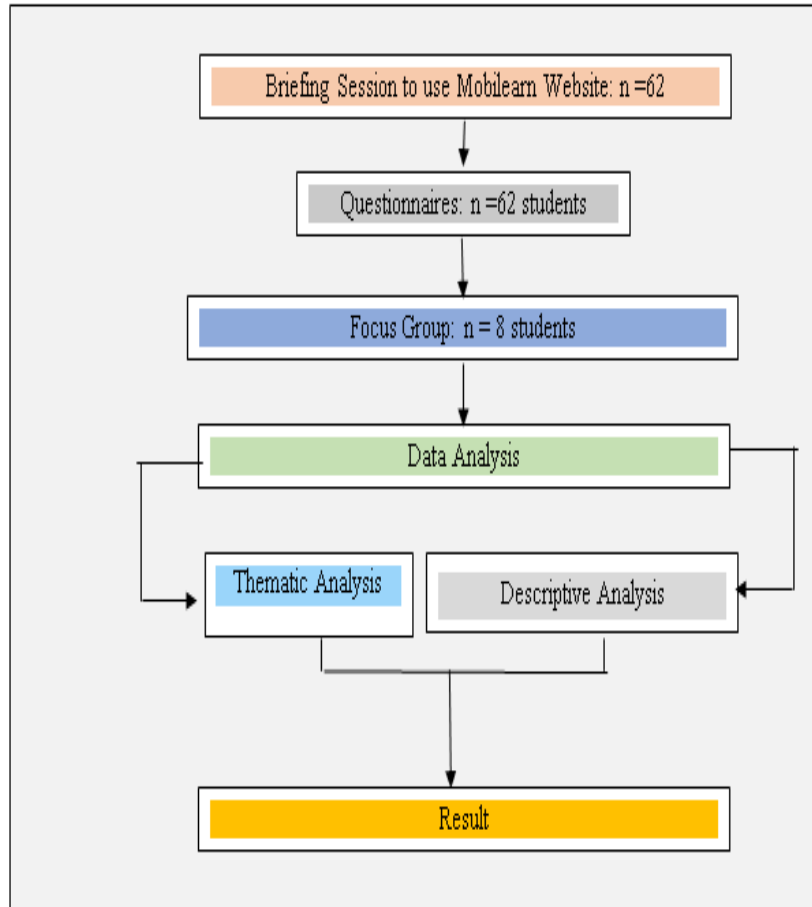 Briefing Session to use Mobilearn Website: n =62
Questionnaires: n =62 students
Focus Group: n = 8 students
Data Analysis
Thematic Analysis
Descriptive Analysis
Result